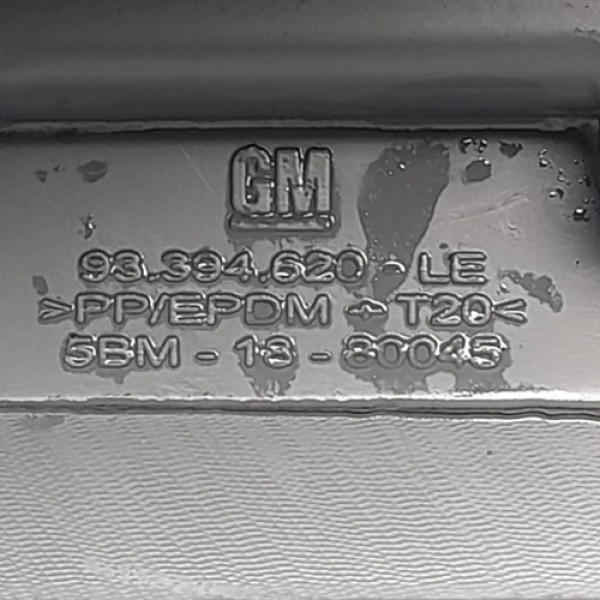 GM
93.394.620 - LE
>PP/EPDM - T20<
5BM - 13 - 80045